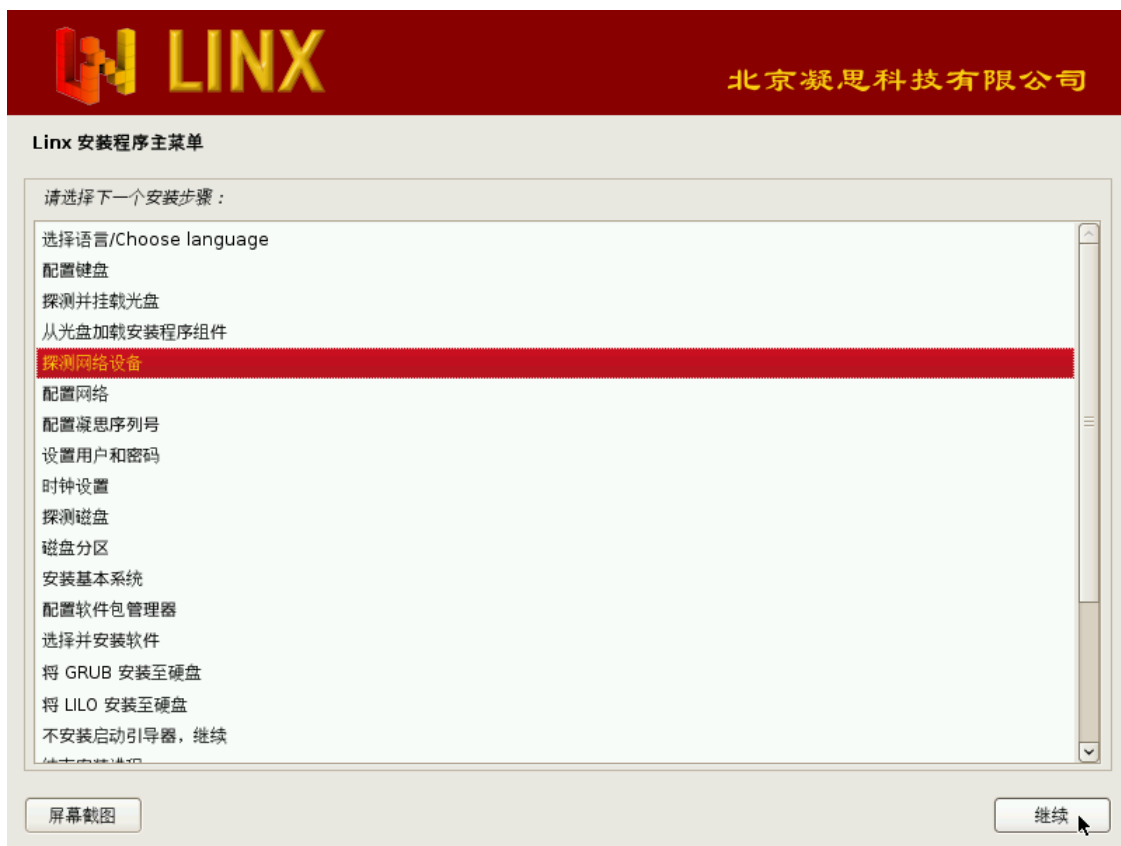 LINX
北京凝思科技有限公司
Linx 安装程序主菜单
请选择下一个安装步骤：
选择语言/Choose language
配置键盘
探测并挂载光盘
从光盘加载安装程序组件
探测网络设备
配置网络
配置凝思序列号
设置用户和密码
时钟设置
探测磁盘
磁盘分区
安装基本系统
配置软件包管理器
选择并安装软件
将 GRUB 安装至硬盘
将 LILO 安装至硬盘
不安装启动引导器，继续
屏幕截图
继续